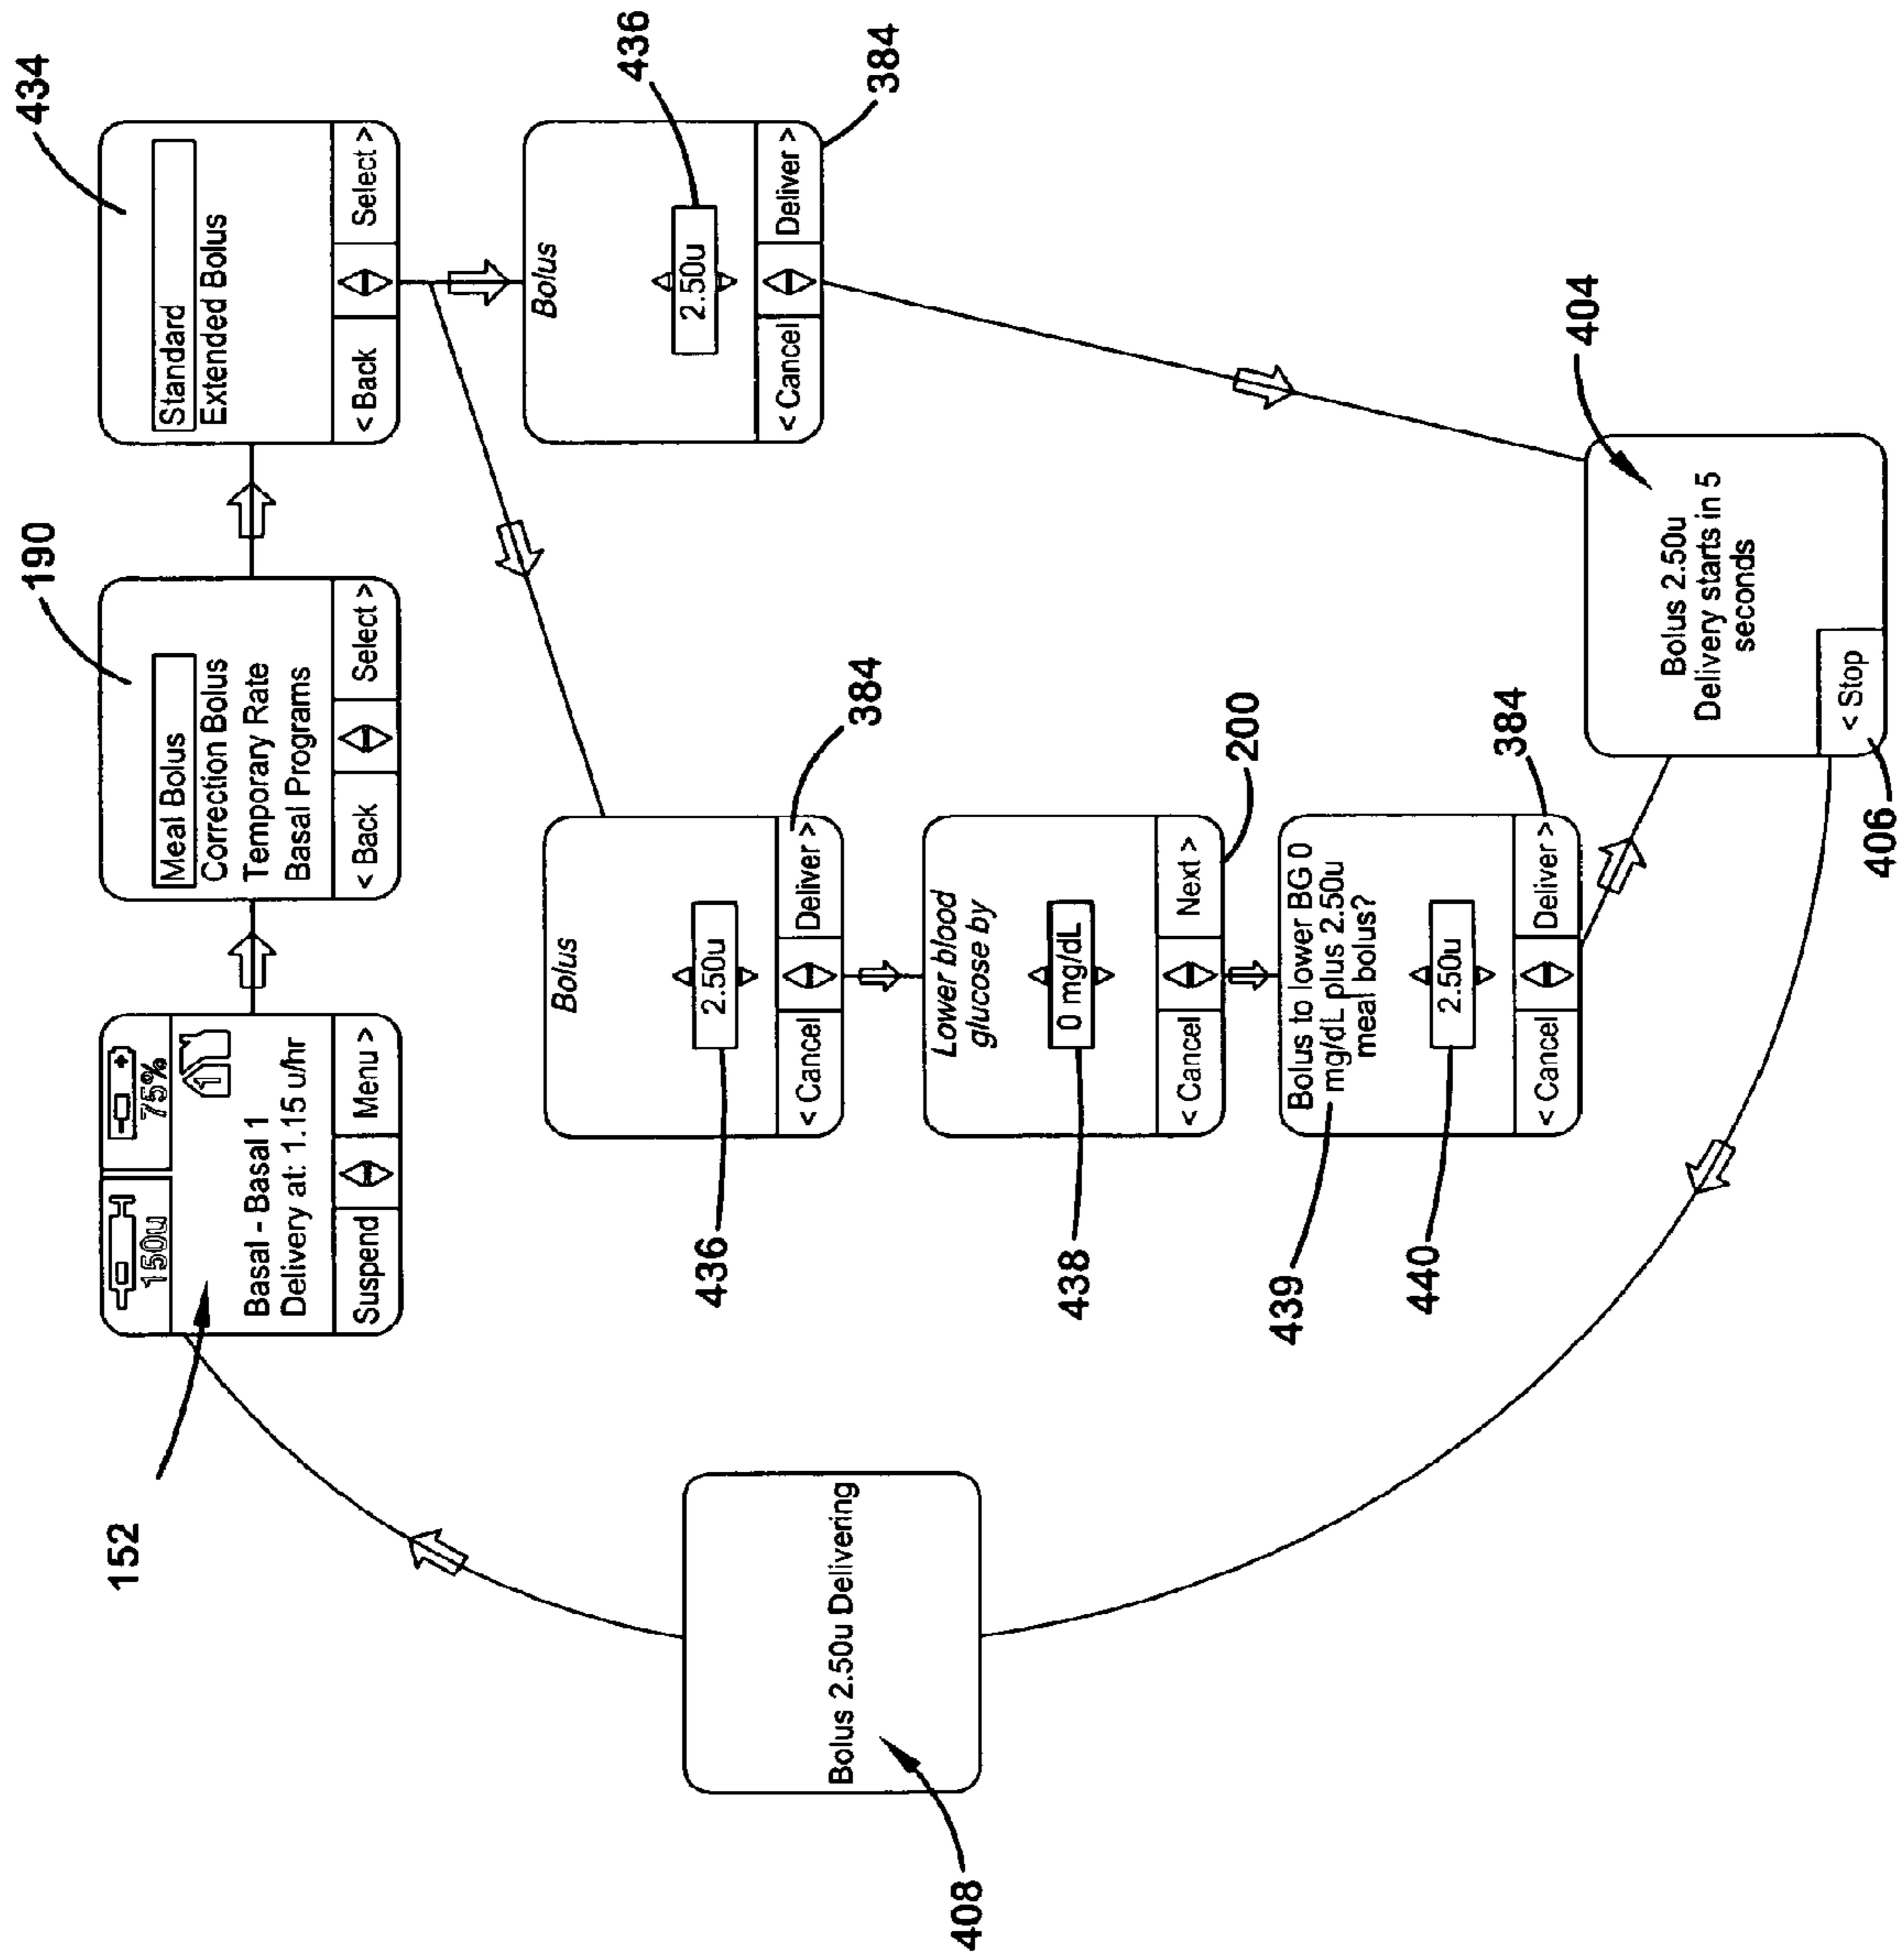 152
150u
75%
1
Basal - Basal 1
Delivery at: 1.15 u/hr
Suspend
Menu >
190
Meal Bolus
Correction Bolus
Temporary Rate
Basal Programs
< Back
Select >
434
Standard
Extended Bolus
< Back
Select >
Bolus
2.50u
436
< Cancel
Deliver >
384
Bolus
2.50u
436
< Cancel
Deliver >
384
Lower blood
glucose by
0 mg/dL
438
< Cancel
Next >
200
Bolus to lower BG 0
mg/dL plus 2.50u
meal bolus?
439
2.50u
440
< Cancel
Deliver >
384
404
Bolus 2.50u
Delivery starts in 5
seconds
< Stop
406
Bolus 2.50u Delivering
408